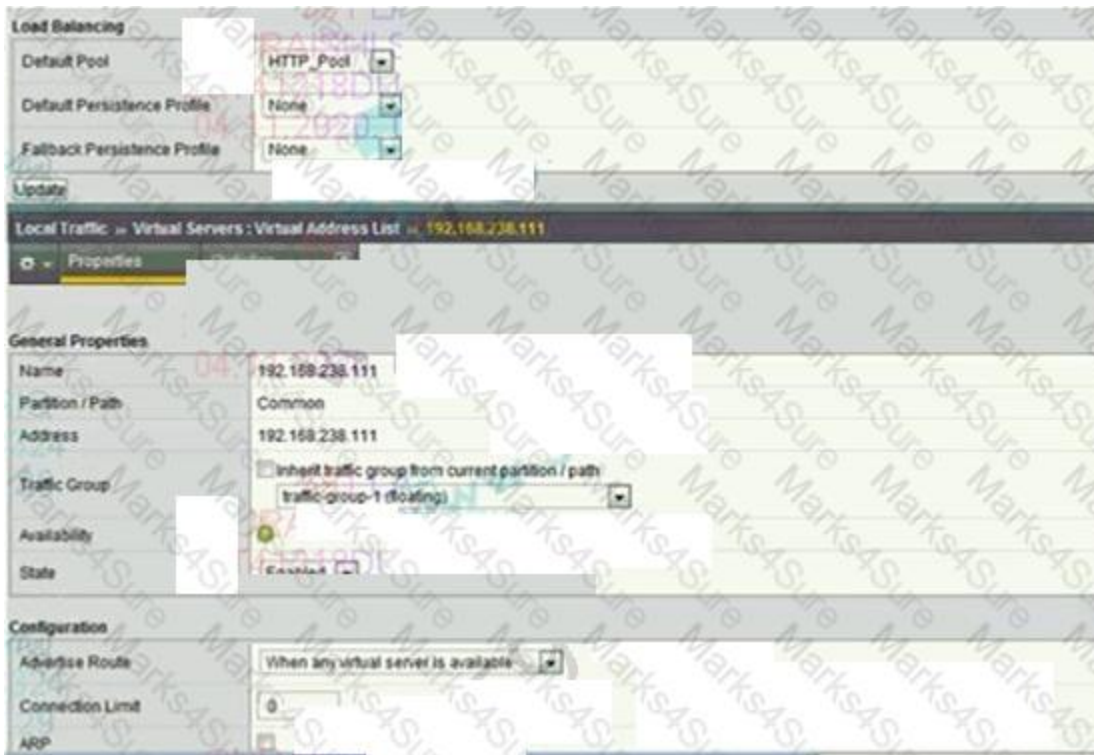 Load Balancing
Default Pool HTTP_Pool
Default Persistence Profile None
Fallback Persistence Profile None
Update
Local Traffic » Virtual Servers : Virtual Address List » 192.168.238.111
Properties
General Properties
Name 192.168.238.111
Partition / Path Common
Address 192.168.238.111
Traffic Group Inherit traffic group from current partition / path
traffic-group-1 (floating)
Availability
State Enabled
Configuration
Advertise Route When any virtual server is available
Connection Limit 0
ARP
Marks4Sure